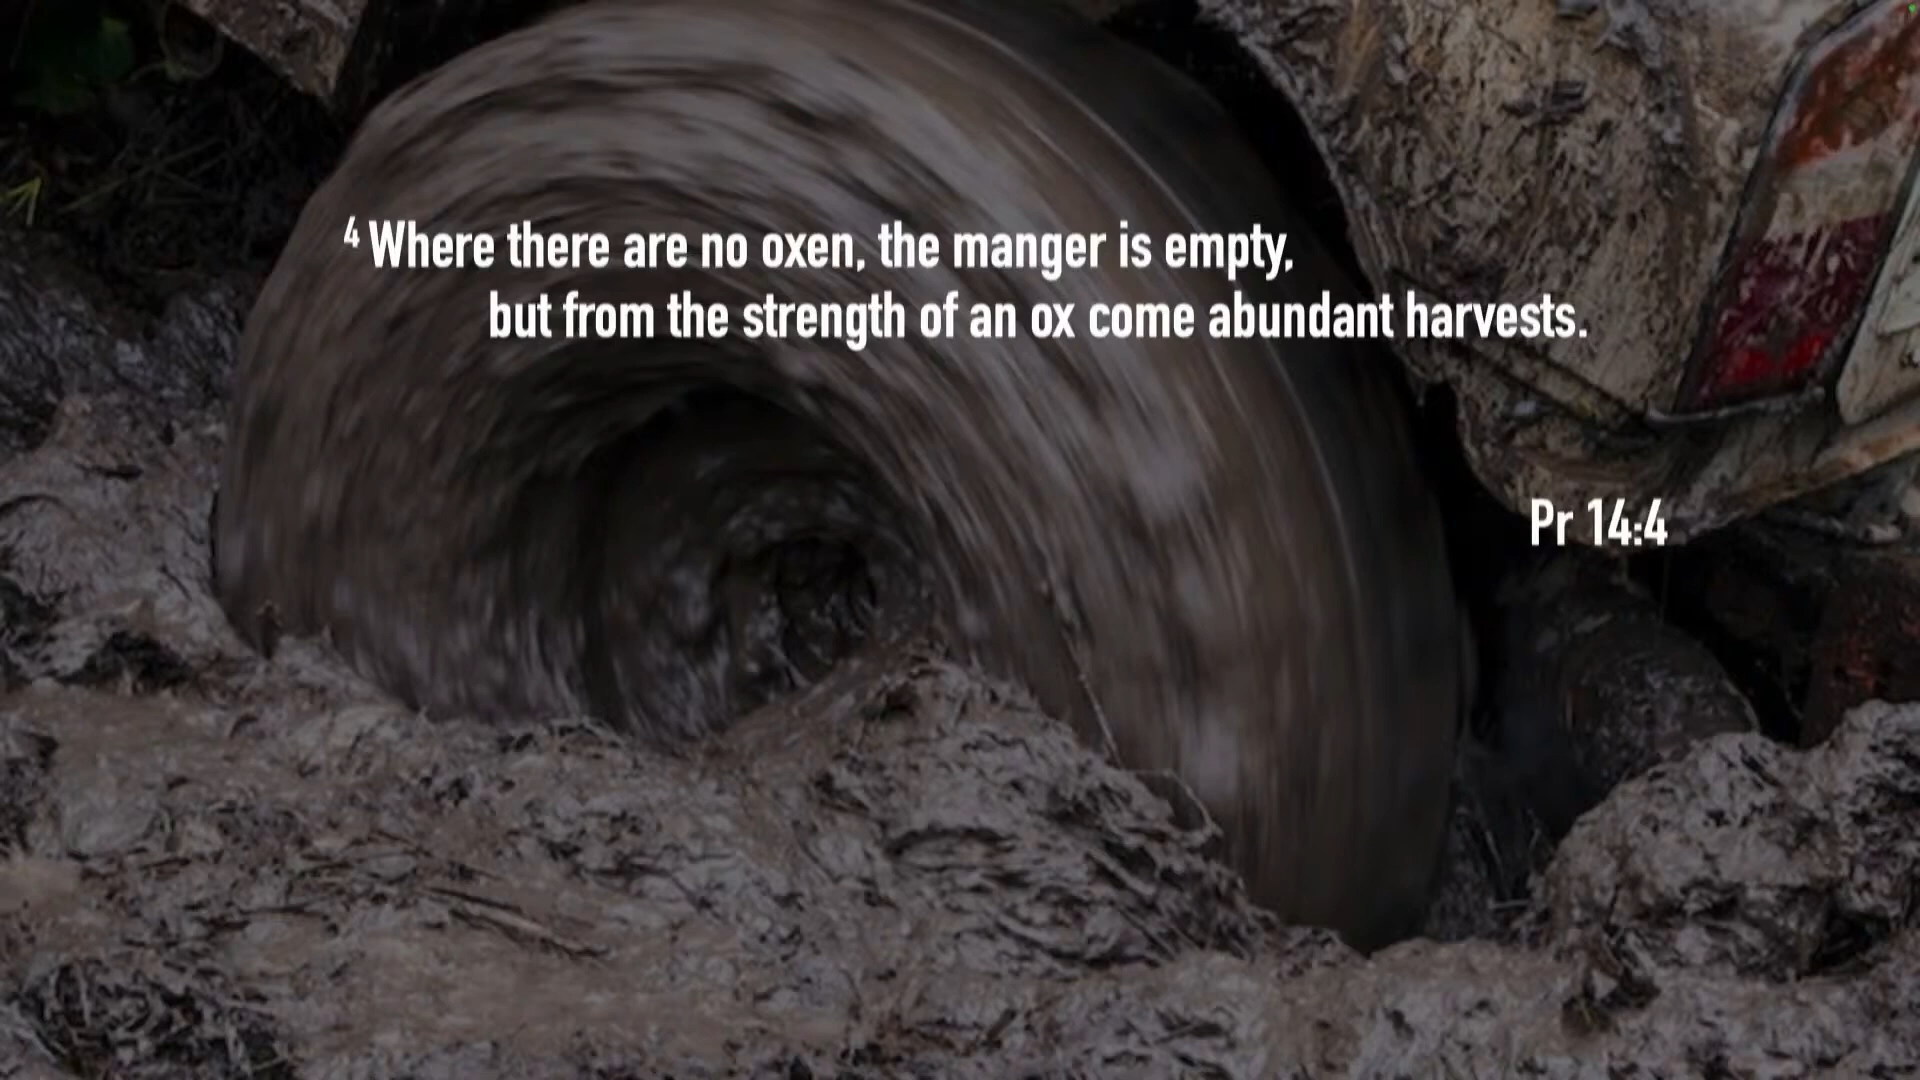 4 Where there are no oxen, the manger is empty,
but from the strength of an ox come abundant harvests.
Pr 14:4